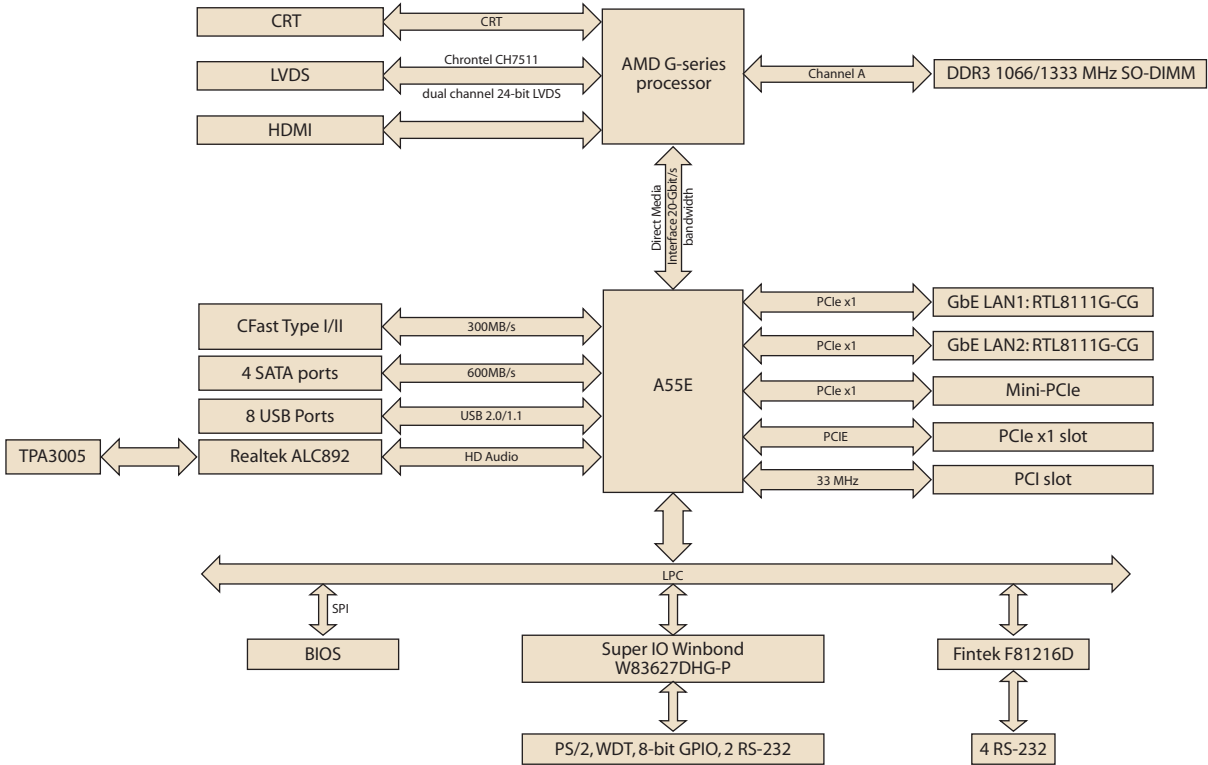 CRT
CRT
AMD G-series
processor
Chrontel CH7511
LVDS
dual channel 24-bit LVDS
HDMI
Channel A
DDR3 1066/1333 MHz SO-DIMM
Direct Media
Interface 20-Gbit/s
bandwidth
CFast Type I/II
300MB/s
4 SATA ports
600MB/s
8 USB Ports
USB 2.0/1.1
TPA3005
Realtek ALC892
HD Audio
A55E
PCIe x1
GbE LAN1: RTL8111G-CG
PCIe x1
GbE LAN2: RTL8111G-CG
PCIe x1
Mini-PCIe
PCIE
PCIe x1 slot
33 MHz
PCI slot
LPC
SPI
BIOS
Super IO Winbond
W83627DHG-P
Fintek F81216D
PS/2, WDT, 8-bit GPIO, 2 RS-232
4 RS-232